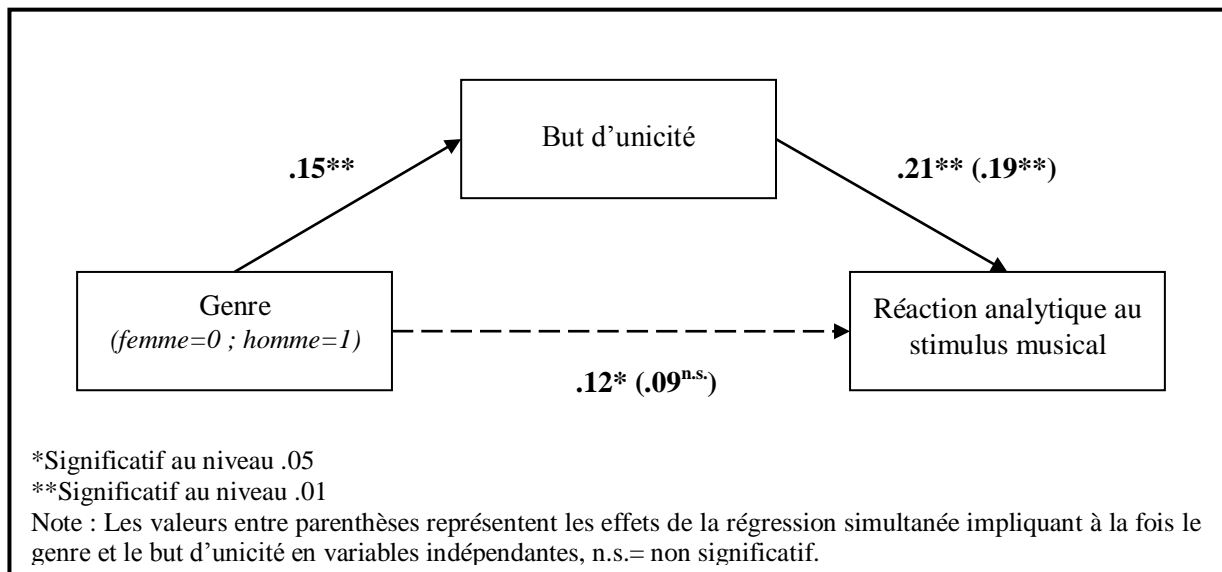 But d’unicité
.15**
.21** (.19**)
Genre
(femme=0 ; homme=1)
Réaction analytique au
stimulus musical
.12* (.09n.s.)
*Significatif au niveau .05
**Significatif au niveau .01
Note : Les valeurs entre parenthèses représentent les effets de la régression simultanée impliquant à la fois le
genre et le but d’unicité en variables indépendantes, n.s.= non significatif.